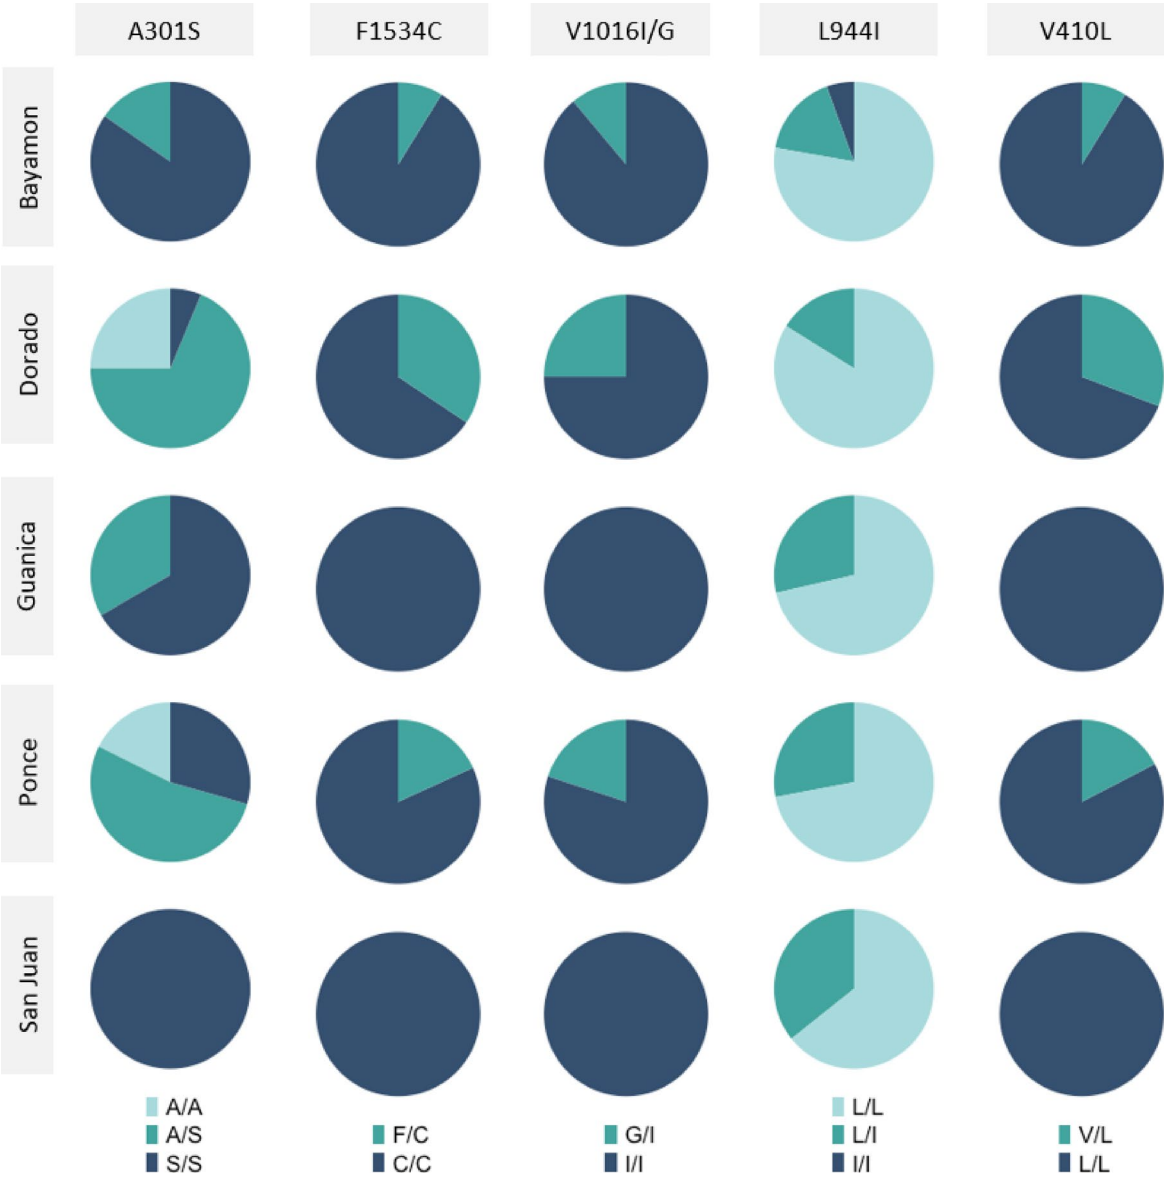 A301S F1534C V1016I/G L944I V410L
Bayamon
Dorado
Guanica
Ponce
San Juan
A/A L/L
A/S F/C G/I L/I V/L
S/S C/C I/I I/I L/L